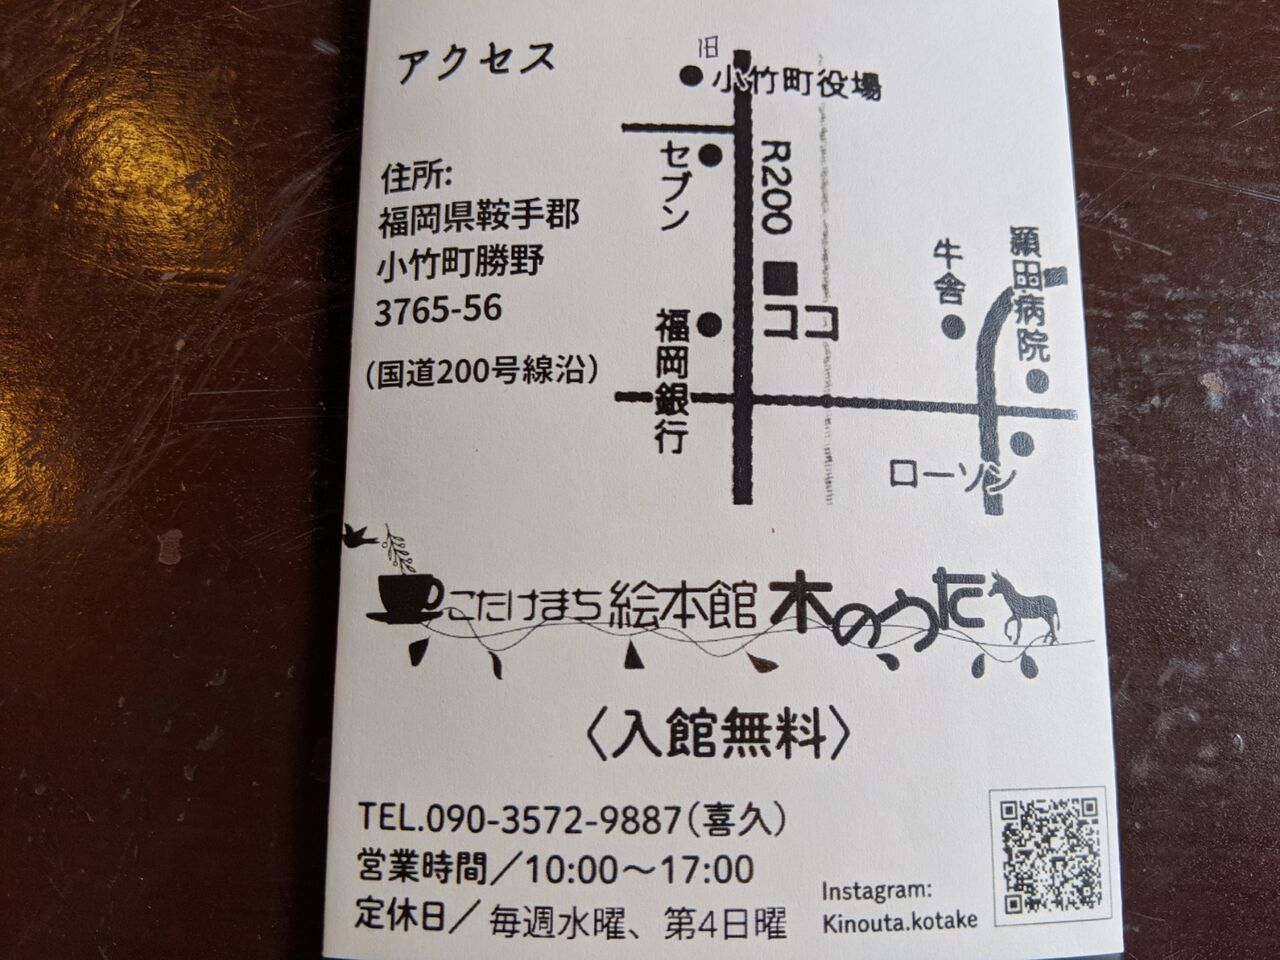 アクセス
住所:
福岡県鞍手郡
小竹町勝野
3765-56
(国道200号線沿)
旧
小竹町役場
セブン
R200
ココ
福岡銀行
牛舎
頴田病院
ローソン
こたけまち絵本館 木のうた
〈入館無料〉
TEL.090-3572-9887(喜久)
営業時間/10:00〜17:00
定休日/毎週水曜、第4日曜
Instagram:
Kinouta.kotake